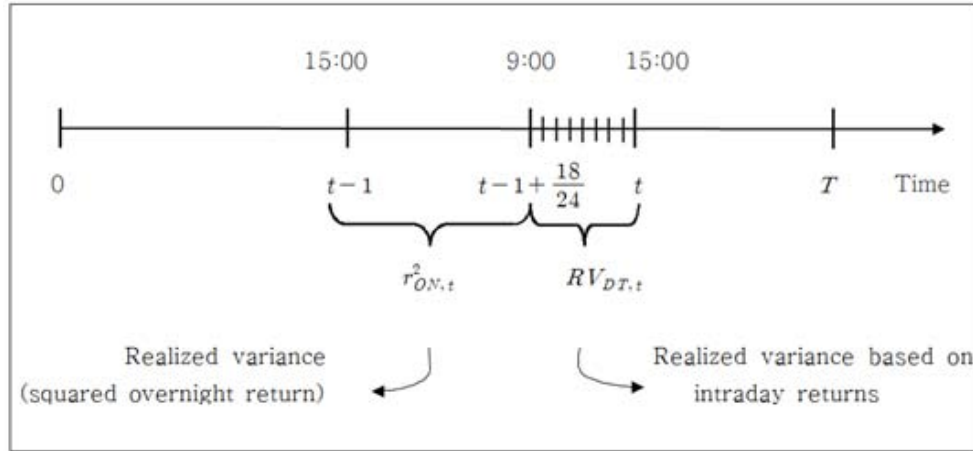 15:00 9:00 15:00
0 t−1 t−1+18/24 t T Time
r²ON,t RVDT,t
Realized variance Realized variance based on
(squared overnight return) intraday returns